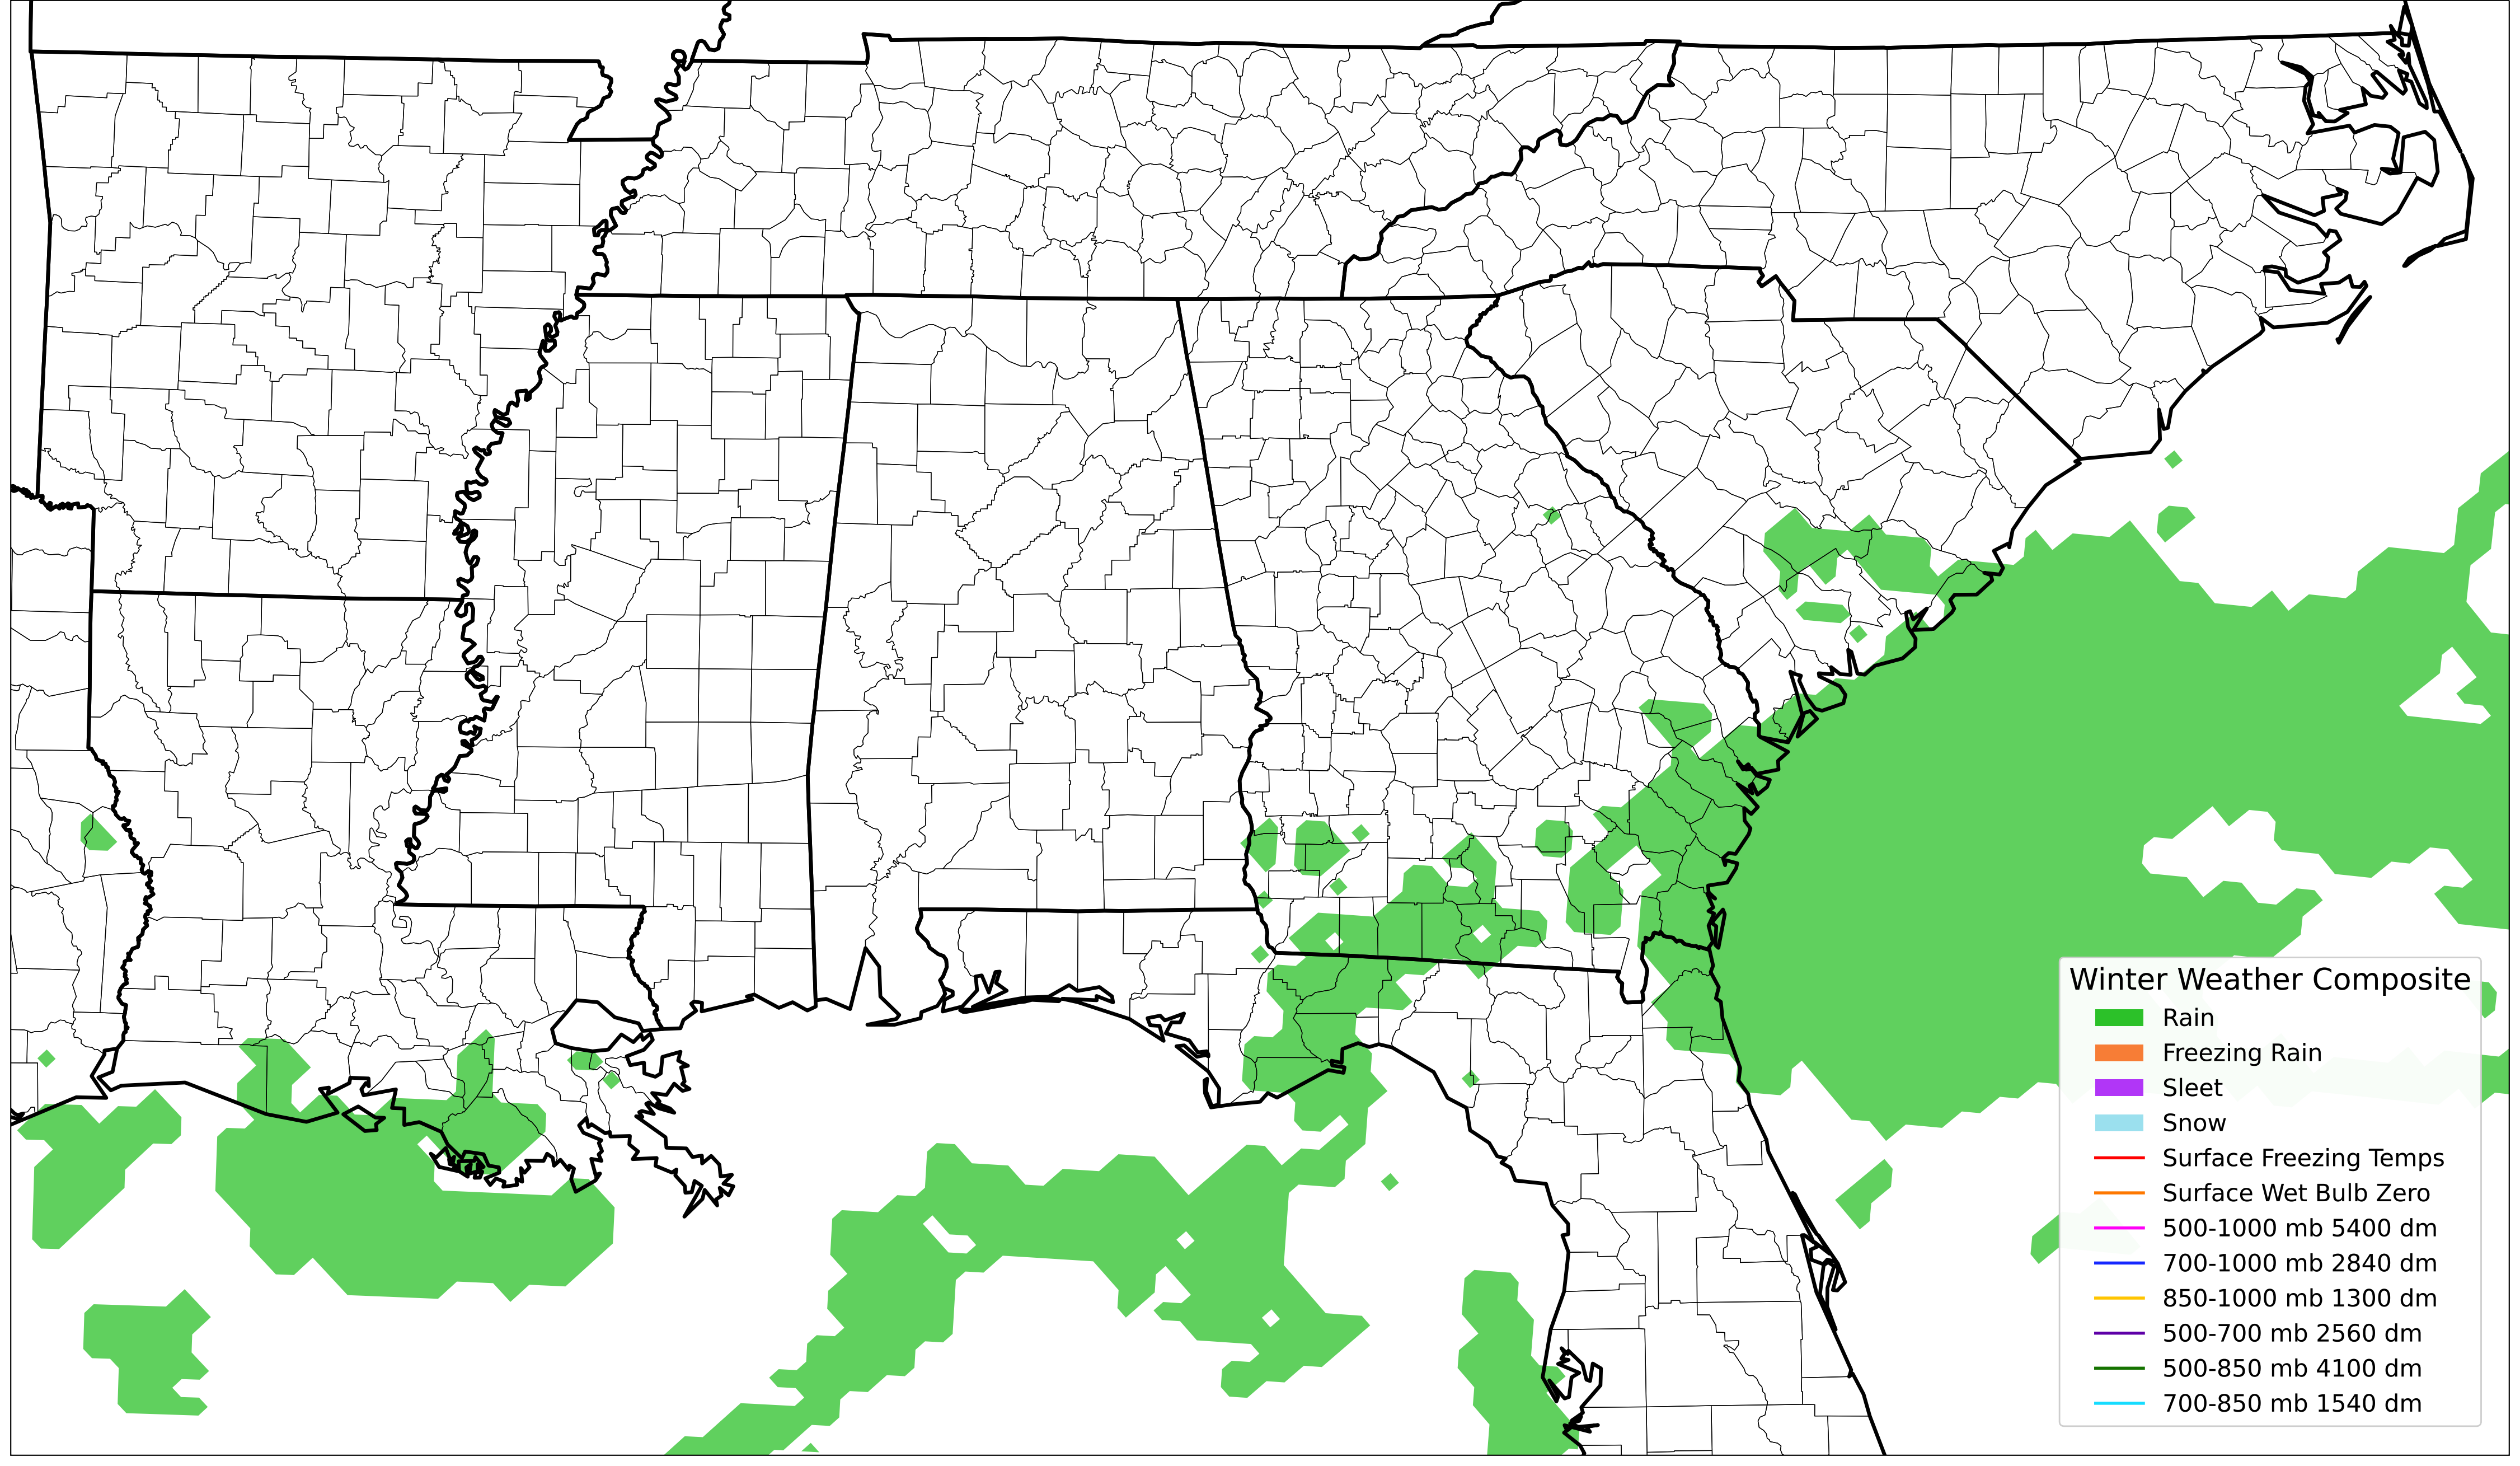 Winter Weather Composite
Rain
Freezing Rain
Sleet
Snow
Surface Freezing Temps
Surface Wet Bulb Zero
500-1000 mb 5400 dm
700-1000 mb 2840 dm
850-1000 mb 1300 dm
500-700 mb 2560 dm
500-850 mb 4100 dm
700-850 mb 1540 dm